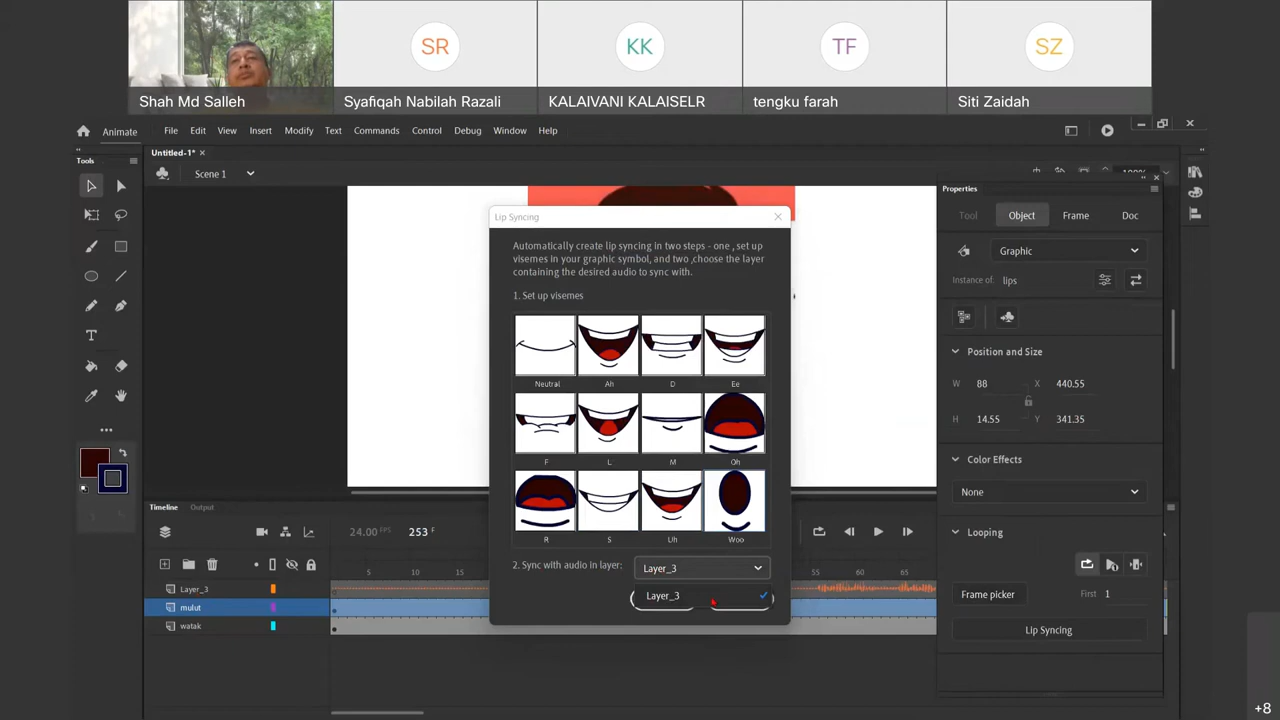 SR
KK
TF
SZ
Shah Md Salleh
Syafiqah Nabilah Razali
KALAIVANI KALAISELR
tengku farah
Siti Zaidah
Animate
File Edit View Insert Modify Text Commands Control Debug Window Help
Untitled-1*
Tools
Scene 1
Properties
Tool Object Frame Doc
Graphic
Instance of: lips
Position and Size
W 88 X 440.55
H 14.55 Y 341.35
Color Effects
None
Looping
Frame picker First 1
Lip Syncing
Lip Syncing
Automatically create lip syncing in two steps - one , set up
visemes in your graphic symbol, and two ,choose the layer
containing the desired audio to sync with.
1. Set up visemes
Neutral Ah D Ee
F L M Oh
R S Uh Woo
2. Sync with audio in layer: Layer_3
Layer_3
Timeline Output
24.00 FPS 253 F
5 10 15 20 25 55 60 65
Layer_3
mulut
watak
+8